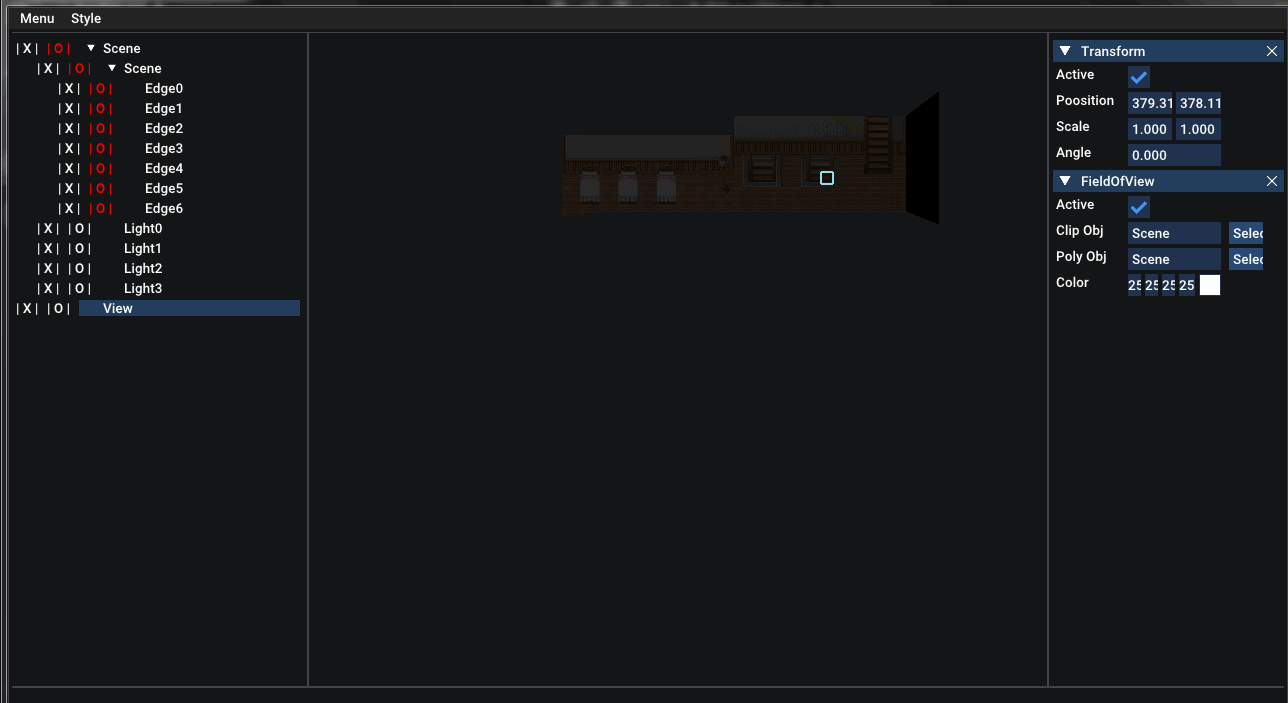 Menu Style
|X| |O| Scene
|X| |O| Scene
|X| |O| Edge0
|X| |O| Edge1
|X| |O| Edge2
|X| |O| Edge3
|X| |O| Edge4
|X| |O| Edge5
|X| |O| Edge6
|X| |O| Light0
|X| |O| Light1
|X| |O| Light2
|X| |O| Light3
|X| |O| View
Transform
Active
Poosition 379.31 378.11
Scale 1.000 1.000
Angle 0.000
FieldOfView
Active
Clip Obj Scene Selec
Poly Obj Scene Selec
Color 25 25 25 25